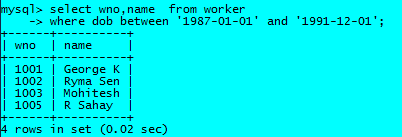 mysql> select wno,name  from worker
    -> where dob between '1987-01-01' and '1991-12-01';
+------+----------+
| wno  | name     |
+------+----------+
| 1001 | George K |
| 1002 | Ryma Sen |
| 1003 | Mohitesh |
| 1005 | R Sahay  |
+------+----------+
4 rows in set (0.02 sec)